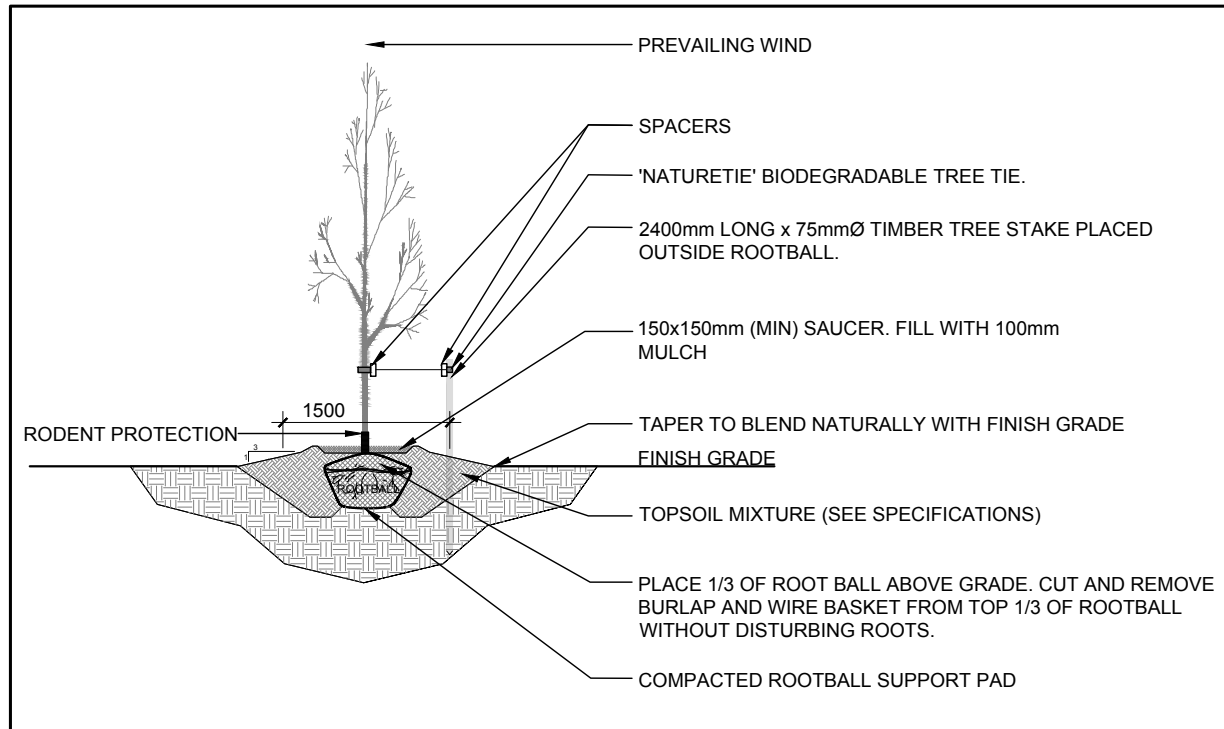 PREVAILING WIND
SPACERS
'NATURETIE' BIODEGRADABLE TREE TIE.
2400mm LONG x 75mmØ TIMBER TREE STAKE PLACED
OUTSIDE ROOTBALL.
150x150mm (MIN) SAUCER. FILL WITH 100mm
MULCH
1500
RODENT PROTECTION
TAPER TO BLEND NATURALLY WITH FINISH GRADE
3
1
FINISH GRADE
ROOTBALL
TOPSOIL MIXTURE (SEE SPECIFICATIONS)
PLACE 1/3 OF ROOT BALL ABOVE GRADE. CUT AND REMOVE
BURLAP AND WIRE BASKET FROM TOP 1/3 OF ROOTBALL
WITHOUT DISTURBING ROOTS.
COMPACTED ROOTBALL SUPPORT PAD